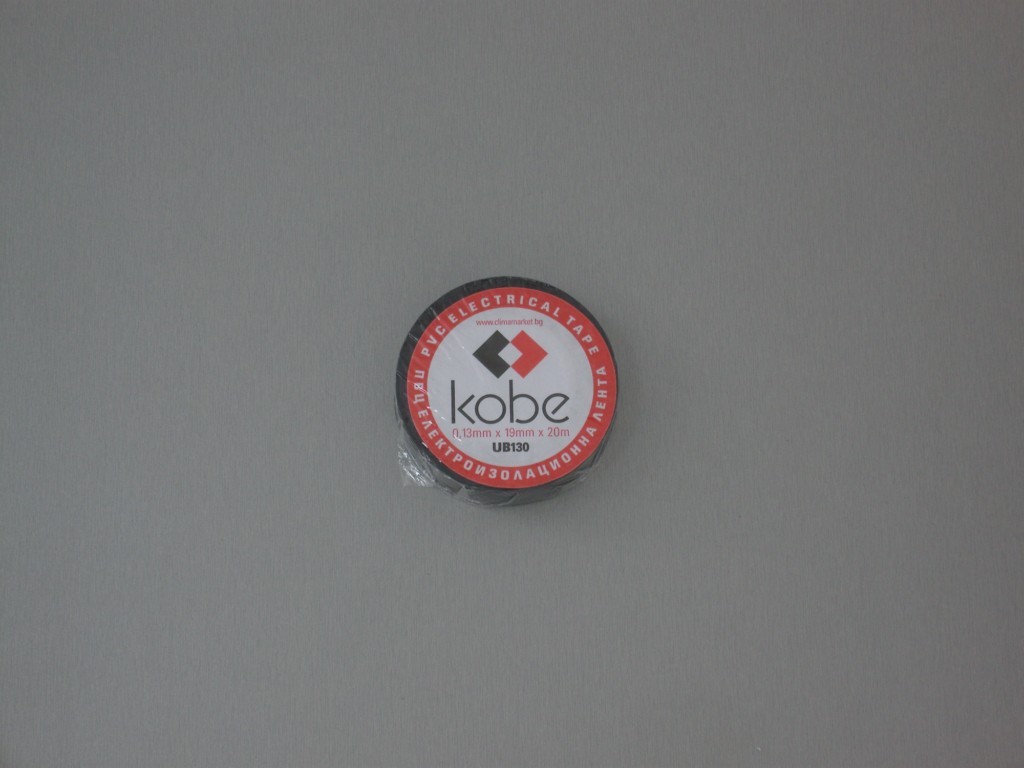 PVC ELECTRICAL TAPE
www.climamarket.bg
kobe
0,13mm x 19mm x 20m
UB130
ПВЦ ЕЛЕКТРОИЗОЛАЦИОННА ЛЕНТА